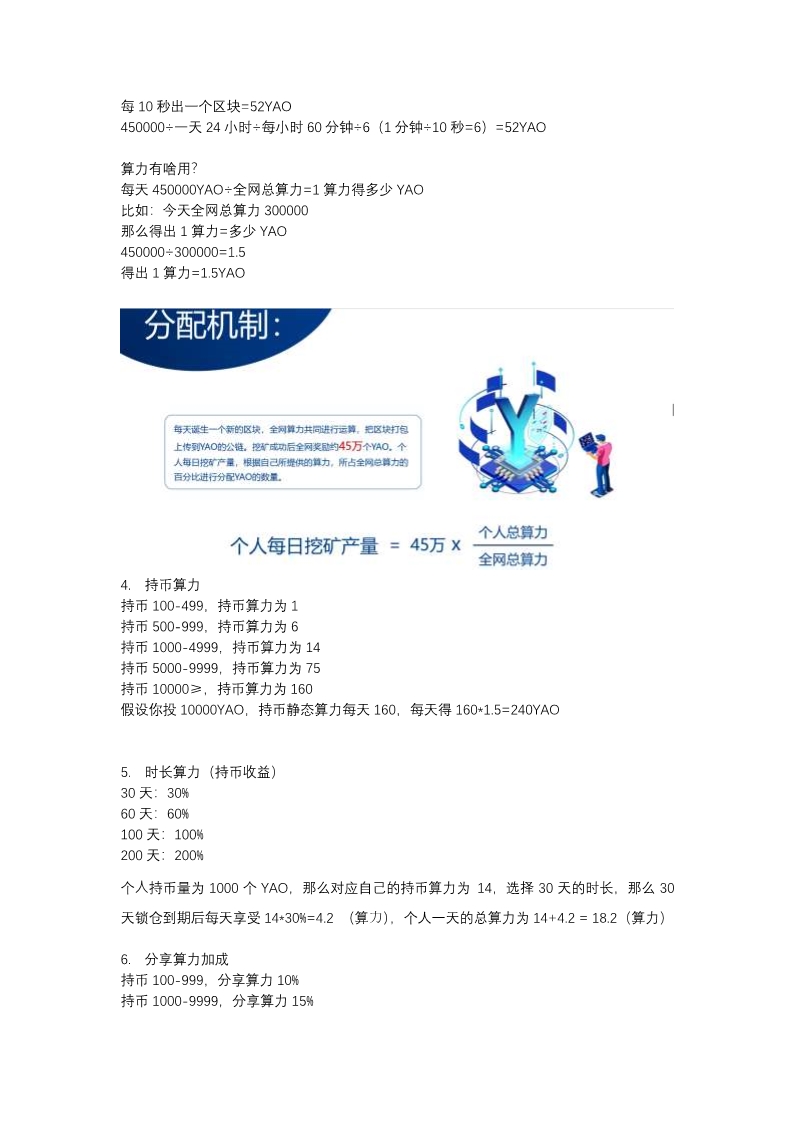 每 10 秒出一个区块=52YAO
450000÷一天 24 小时÷每小时 60 分钟÷6（1 分钟÷10 秒=6）=52YAO
算力有啥用？
每天 450000YAO÷全网总算力=1 算力得多少 YAO
比如：今天全网总算力 300000
那么得出 1 算力=多少 YAO
450000÷300000=1.5
得出 1 算力=1.5YAO
分配机制：
每天诞生一个新的区块，全网算力共同进行运算，把区块打包
上传到YAO的公链。挖矿成功后全网奖励约45万个YAO。个
人每日挖矿产量，根据自己所提供的算力，所占全网总算力的
百分比进行分配YAO的数量。
Y
个人每日挖矿产量 = 45万 x 个人总算力
全网总算力
4. 持币算力
持币 100-499，持币算力为 1
持币 500-999，持币算力为 6
持币 1000-4999，持币算力为 14
持币 5000-9999，持币算力为 75
持币 10000≥，持币算力为 160
假设你投 10000YAO，持币静态算力每天 160，每天得 160*1.5=240YAO
5. 时长算力（持币收益）
30 天：30%
60 天：60%
100 天：100%
200 天：200%
个人持币量为 1000 个 YAO，那么对应自己的持币算力为 14，选择 30 天的时长，那么 30
天锁仓到期后每天享受 14*30%=4.2 （算力），个人一天的总算力为 14+4.2 = 18.2（算力）
6. 分享算力加成
持币 100-999，分享算力 10%
持币 1000-9999，分享算力 15%